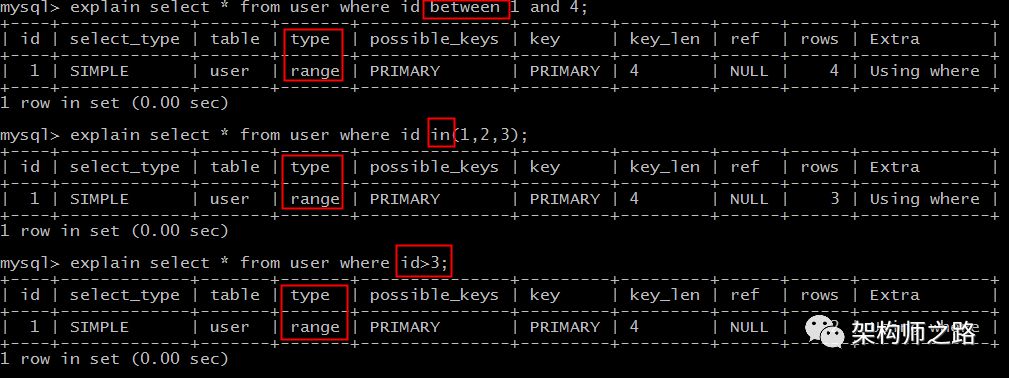 mysql> explain select * from user where id between 1 and 4;
+----+-------------+-------+-------+---------------+---------+---------+------+------+-------------+
| id | select_type | table | type | possible_keys | key | key_len | ref | rows | Extra |
+----+-------------+-------+-------+---------------+---------+---------+------+------+-------------+
| 1 | SIMPLE | user | range | PRIMARY | PRIMARY | 4 | NULL | 4 | Using where |
+----+-------------+-------+-------+---------------+---------+---------+------+------+-------------+
1 row in set (0.00 sec)
mysql> explain select * from user where id in(1,2,3);
+----+-------------+-------+-------+---------------+---------+---------+------+------+-------------+
| id | select_type | table | type | possible_keys | key | key_len | ref | rows | Extra |
+----+-------------+-------+-------+---------------+---------+---------+------+------+-------------+
| 1 | SIMPLE | user | range | PRIMARY | PRIMARY | 4 | NULL | 3 | Using where |
+----+-------------+-------+-------+---------------+---------+---------+------+------+-------------+
1 row in set (0.00 sec)
mysql> explain select * from user where id>3;
+----+-------------+-------+-------+---------------+---------+---------+------+------+-------------+
| id | select_type | table | type | possible_keys | key | key_len | ref | rows | Extra |
+----+-------------+-------+-------+---------------+---------+---------+------+------+-------------+
| 1 | SIMPLE | user | range | PRIMARY | PRIMARY | 4 | NULL | where |
+----+-------------+-------+-------+---------------+---------+---------+------+------+-------------+
1 row in set (0.00 sec)
架构师之路